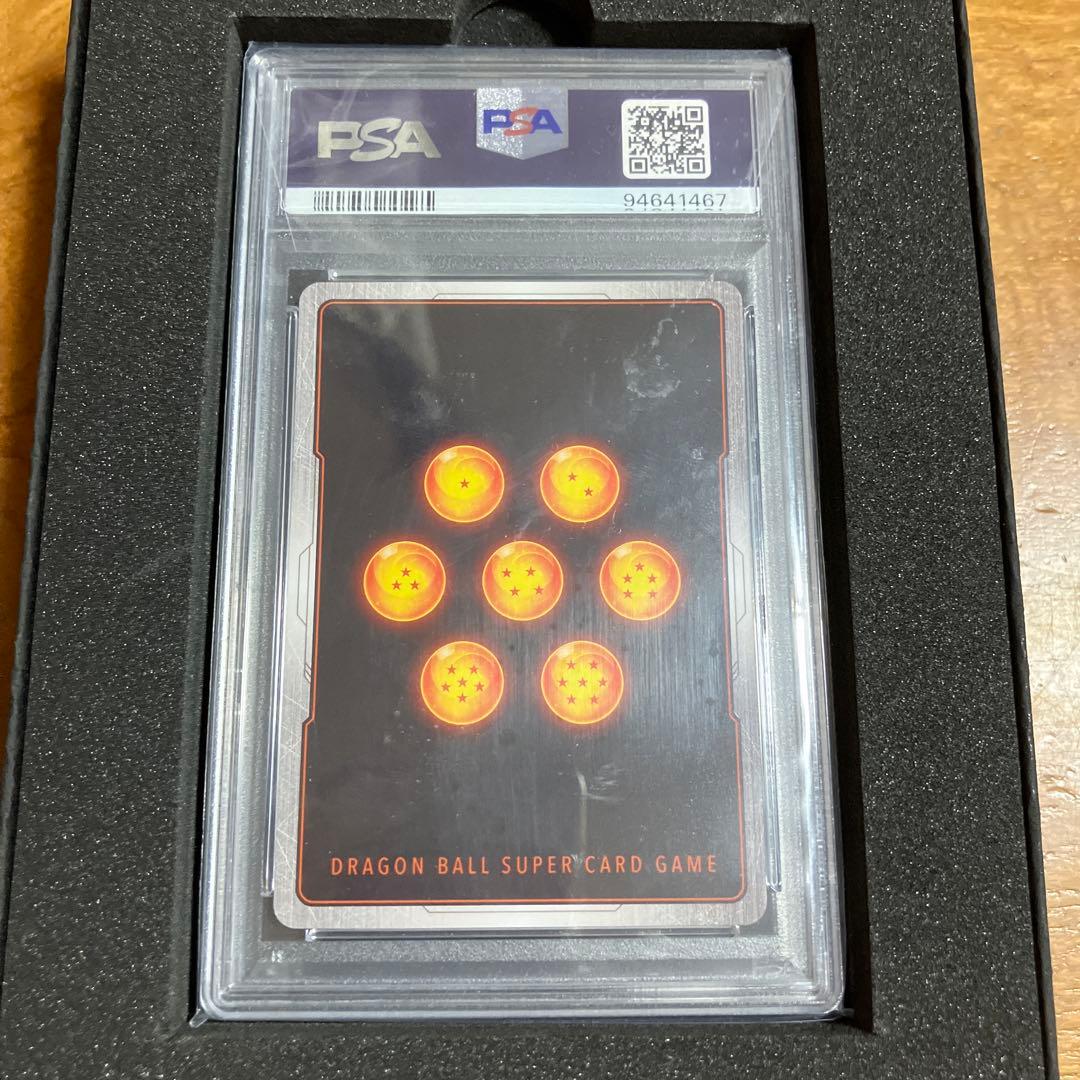 PSA
PSA
94641467
DRAGON BALL SUPER CARD GAME